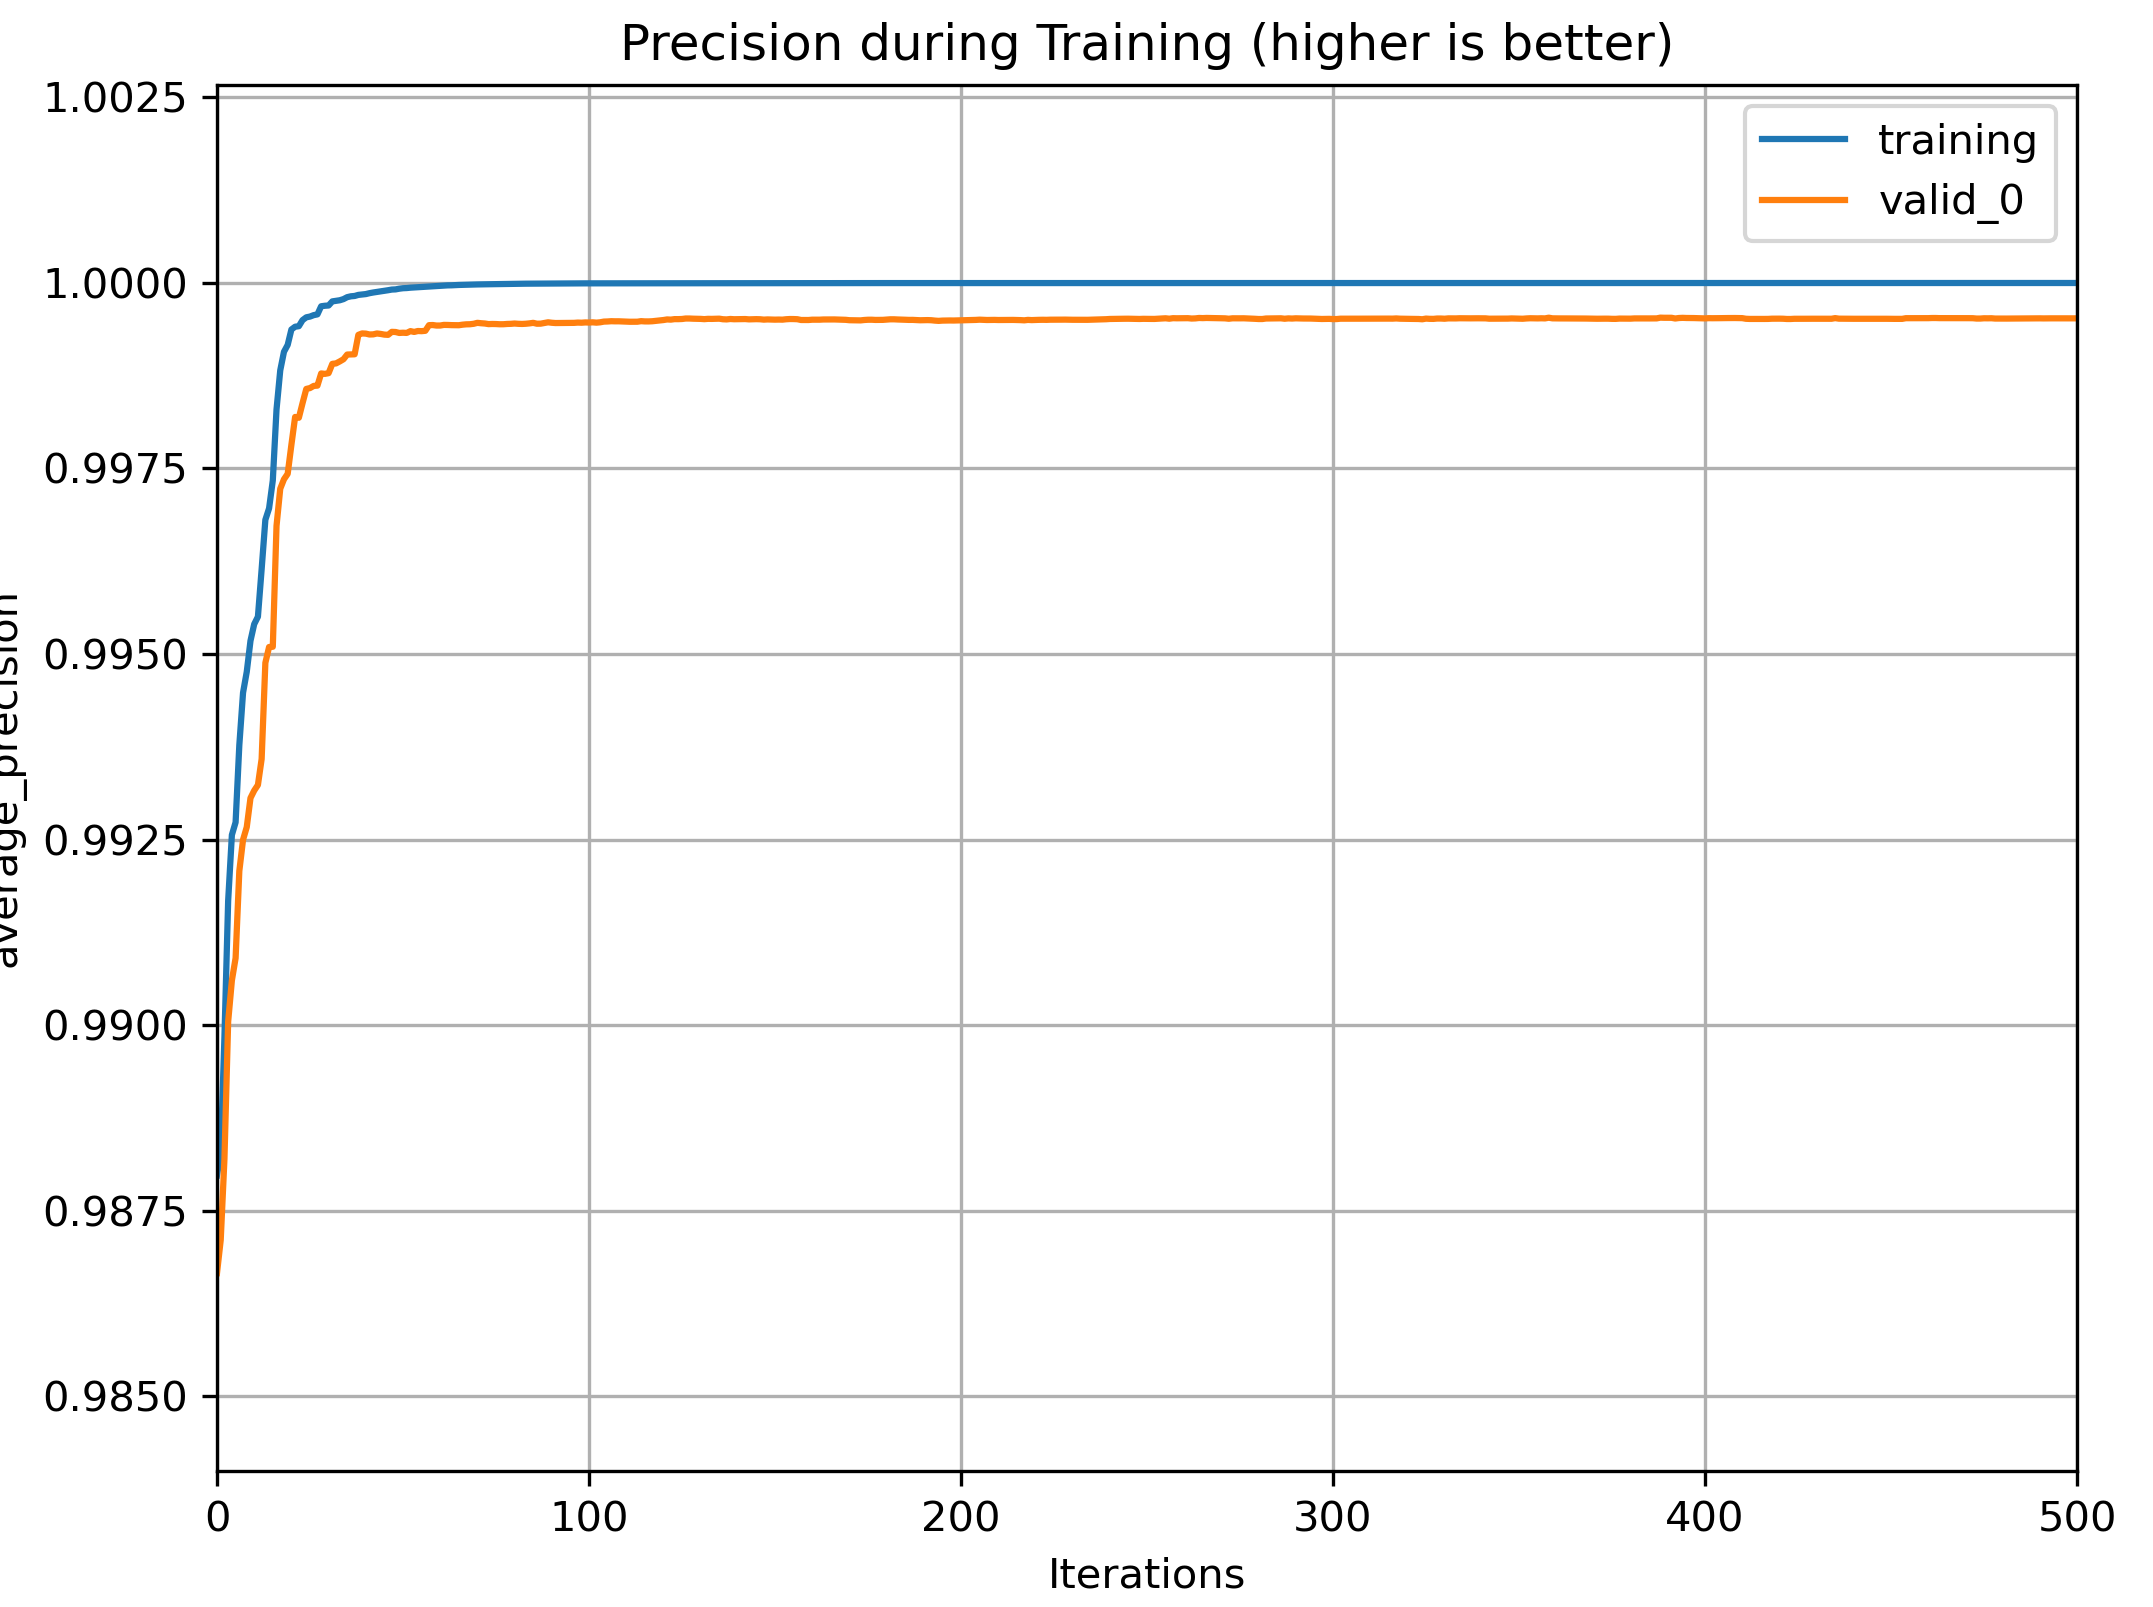 Precision during Training (higher is better)
training
valid_0
1.0025
1.0000
0.9975
0.9950
0.9925
0.9900
0.9875
0.9850
average_precision
0 100 200 300 400 500
Iterations